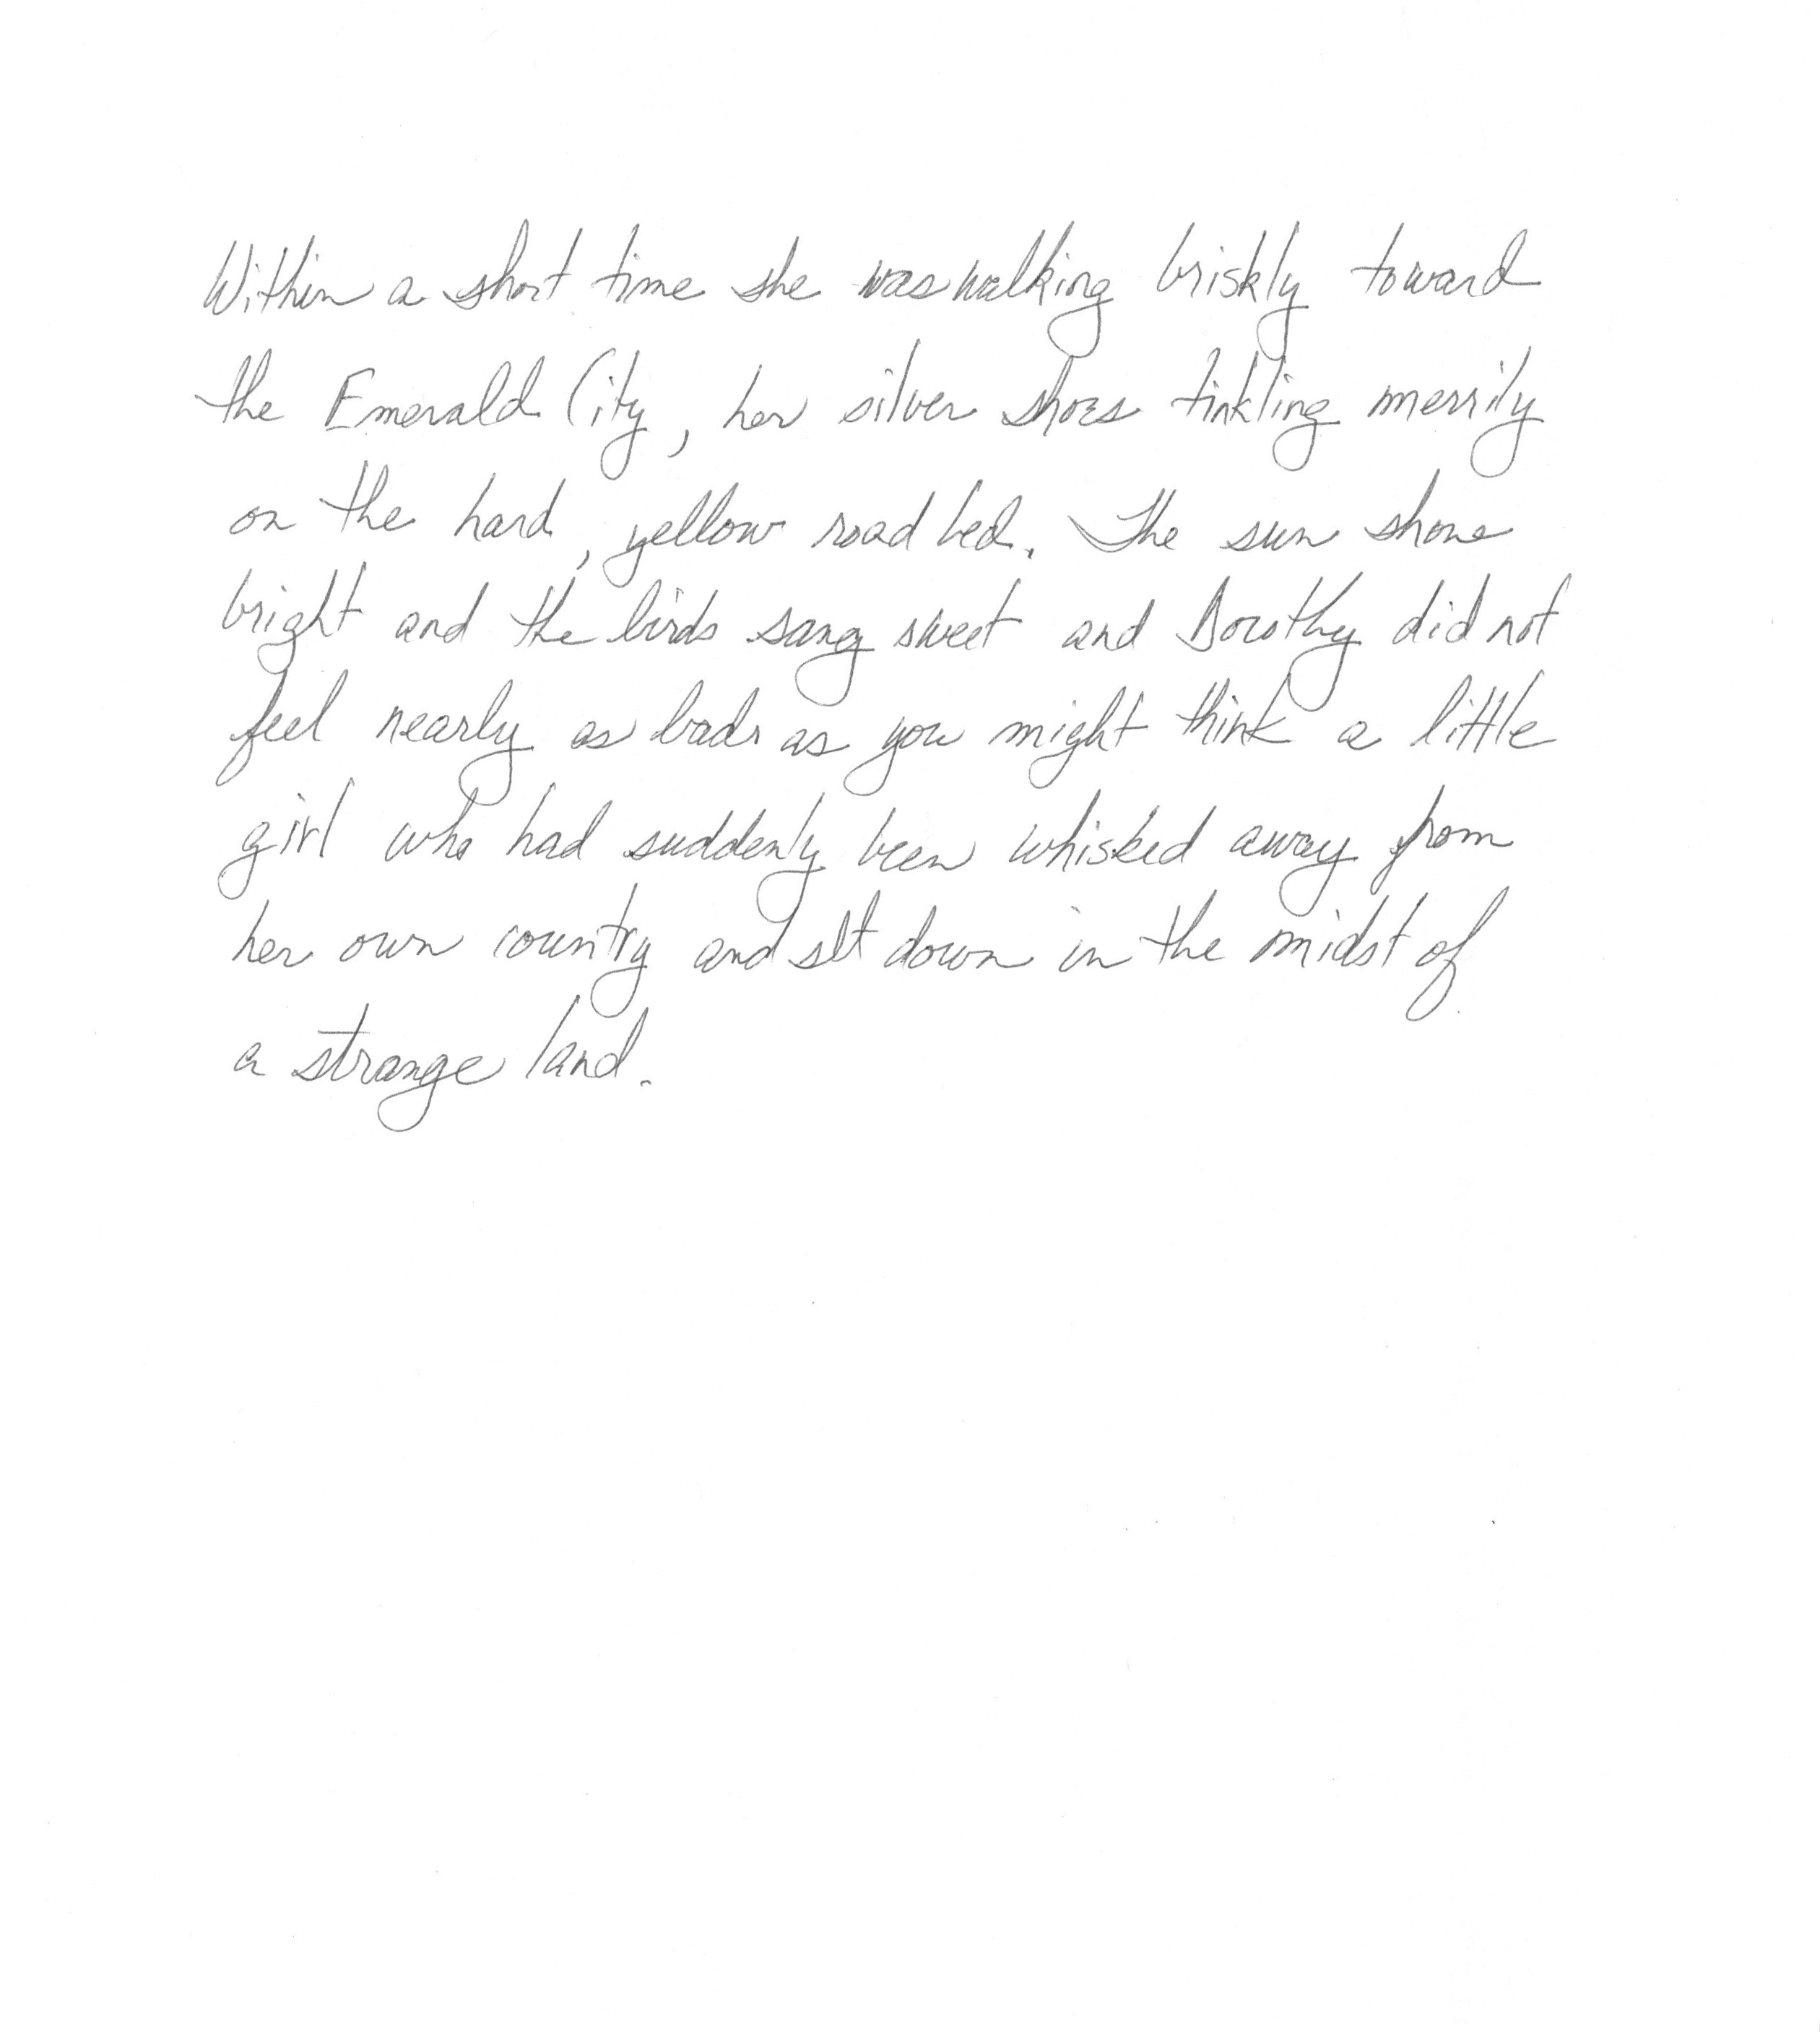 Within a short time she was walking briskly toward
the Emerald City, her silver shoes tinkling merrily
on the hard, yellow road bed. The sun shone
bright and the birds sang sweet and Dorothy did not
feel nearly as bad as you might think a little
girl who had suddenly been whisked away from
her own country and set down in the midst of
a strange land.